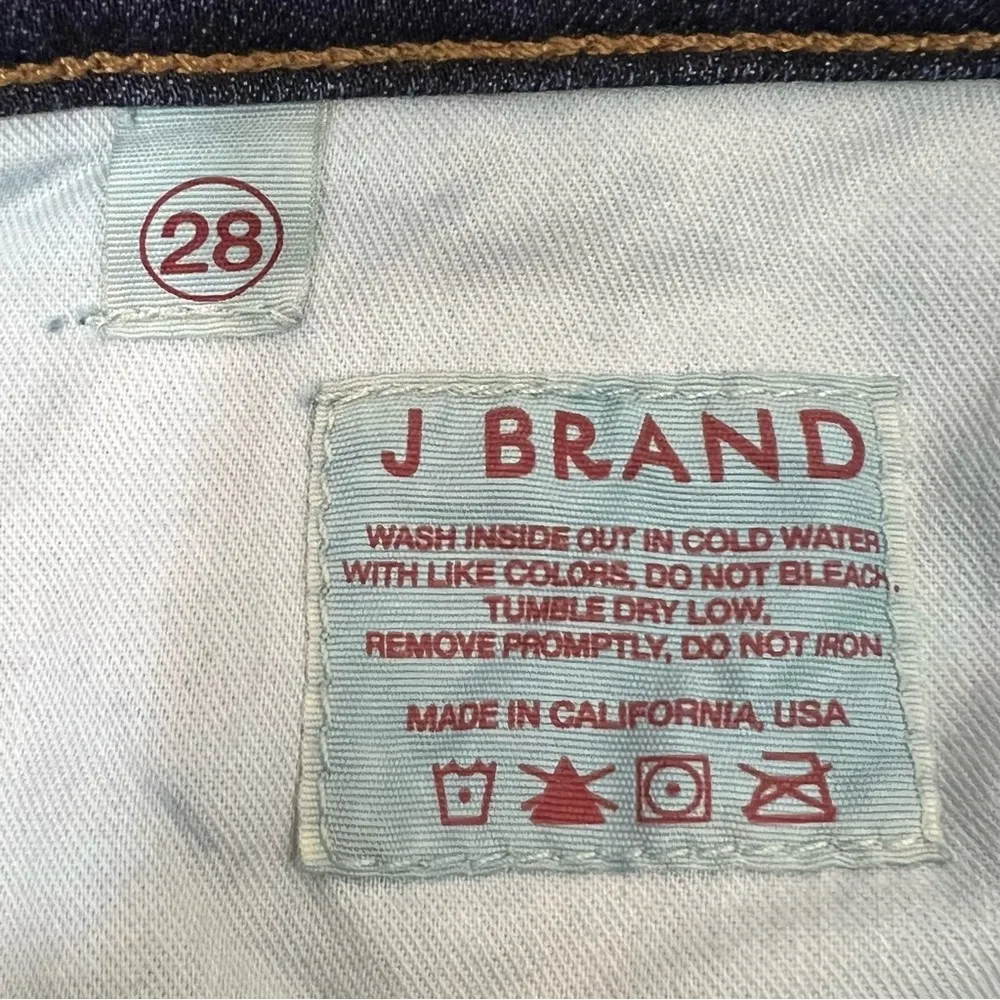 28
J BRAND
WASH INSIDE OUT IN COLD WATER
WITH LIKE COLORS, DO NOT BLEACH.
TUMBLE DRY LOW,
REMOVE PROMPTLY, DO NOT IRON
MADE IN CALIFORNIA, USA